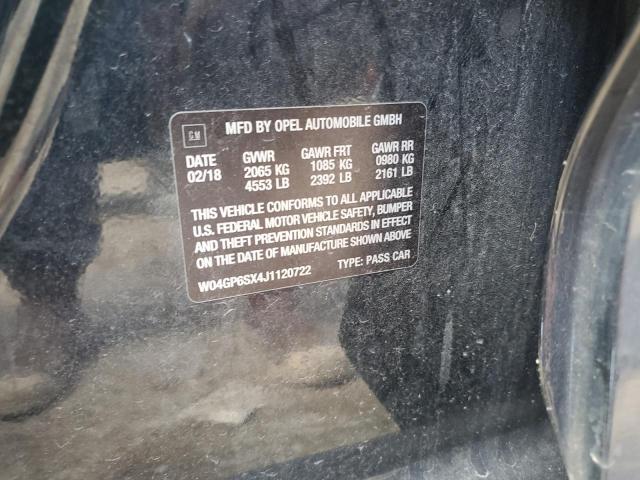 GM MFD BY OPEL AUTOMOBILE GMBH
DATE GVWR GAWR FRT GAWR RR
02/18 2065 KG 1085 KG 0980 KG
4553 LB 2392 LB 2161 LB
THIS VEHICLE CONFORMS TO ALL APPLICABLE
U.S. FEDERAL MOTOR VEHICLE SAFETY, BUMPER
AND THEFT PREVENTION STANDARDS IN EFFECT
ON THE DATE OF MANUFACTURE SHOWN ABOVE
W04GP6SX4J1120722 TYPE: PASS CAR